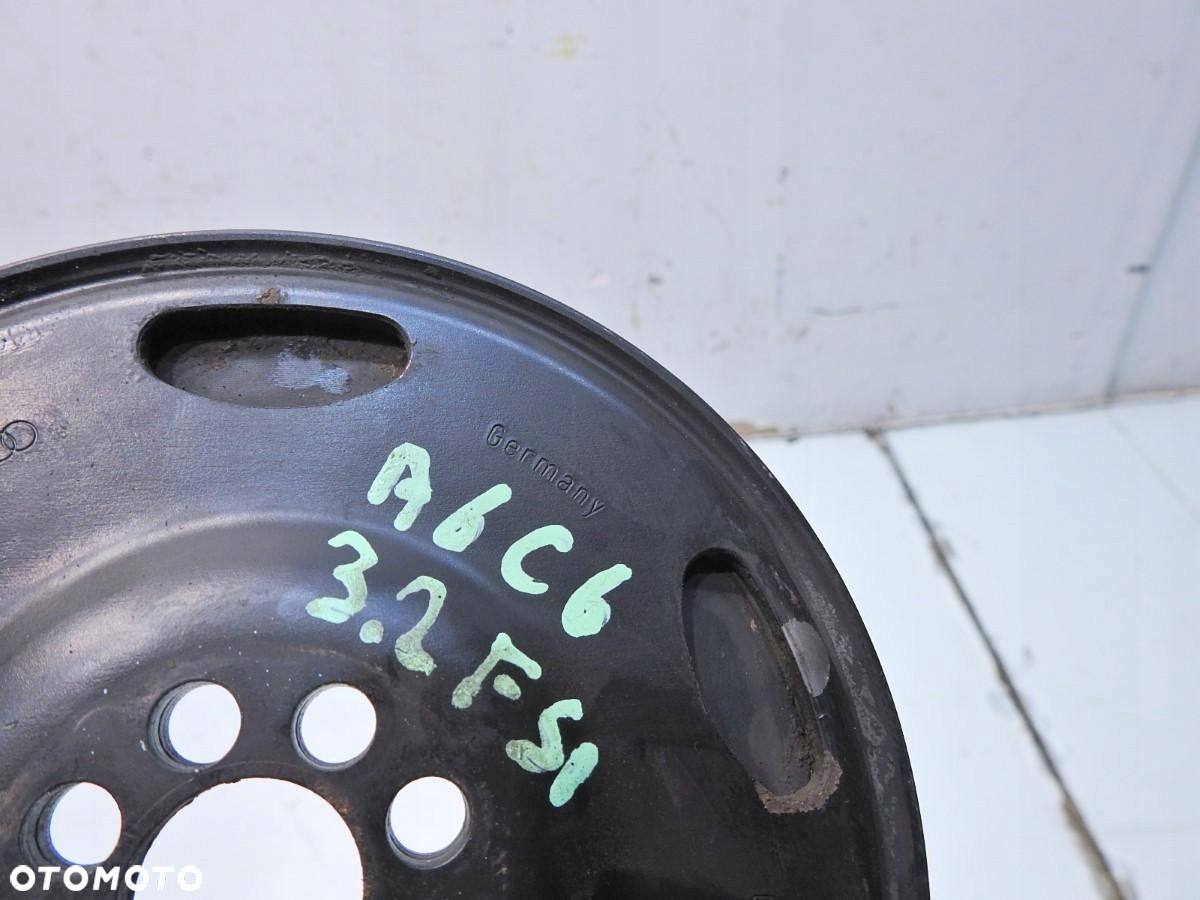 Germany
A6C6
3.2 FSI
OTOMOTO